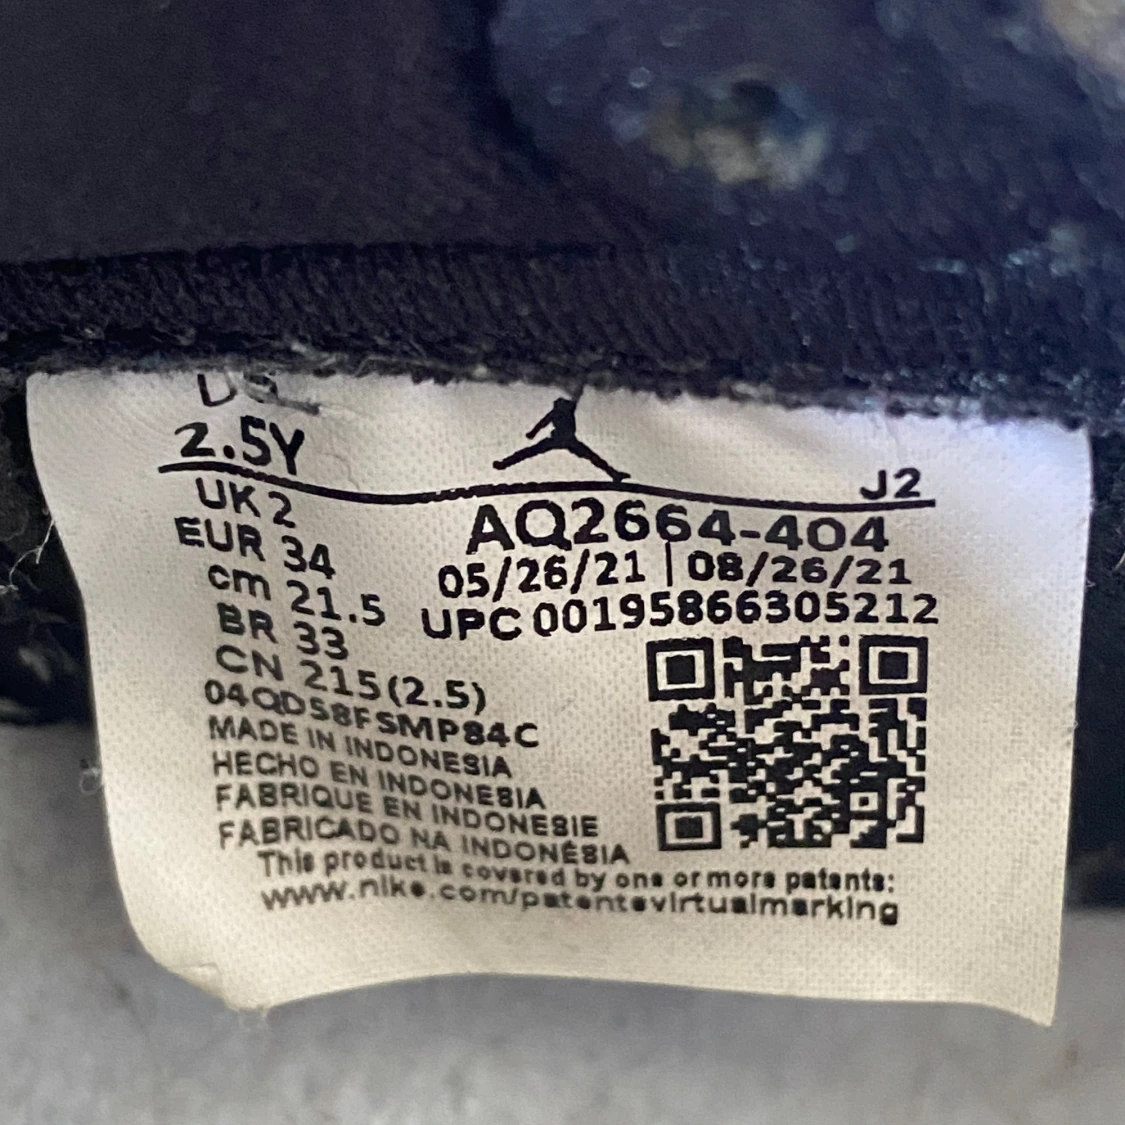 US
2.5Y
J2
UK 2
EUR 34
cm 21.5
BR 33
CN 215(2.5)
AQ2664-404
05/26/21 | 08/26/21
UPC 00195866305212
04QDS8FSMP84C
MADE IN INDONESIA
HECHO EN INDONESIA
FABRIQUE EN INDONESIE
FABRICADO NA INDONÉSIA
This product is covered by one or more patents:
www.nike.com/patentsvirtualmarking